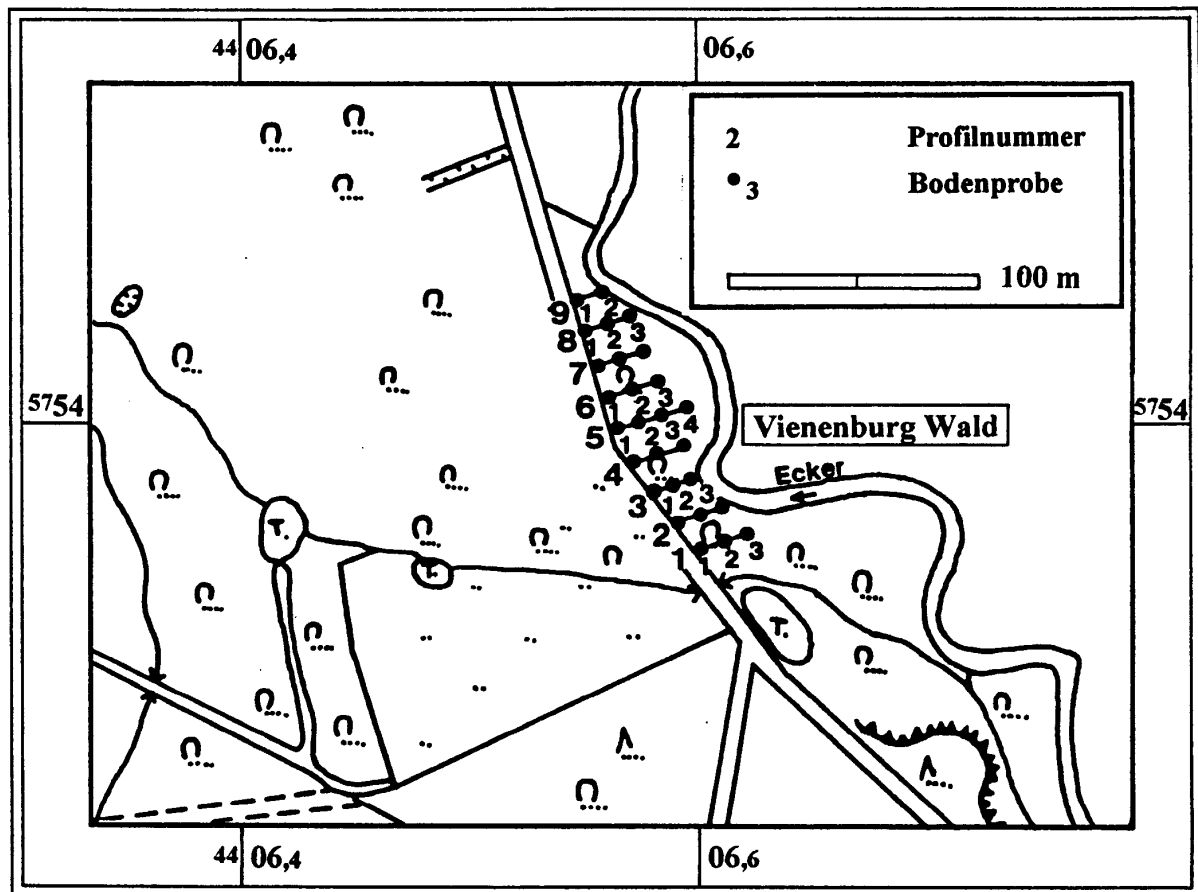 44 06,4
06,6
2 Profilnummer
3 Bodenprobe
100 m
9 1 2
8 1 2 3
7
6 1 2 3
5 1 2 3 4
4
3 1 2 3
2
1 1 2 3
5754
5754
Vienenburg Wald
Ecker
T.
T.
T.
44 06,4
06,6